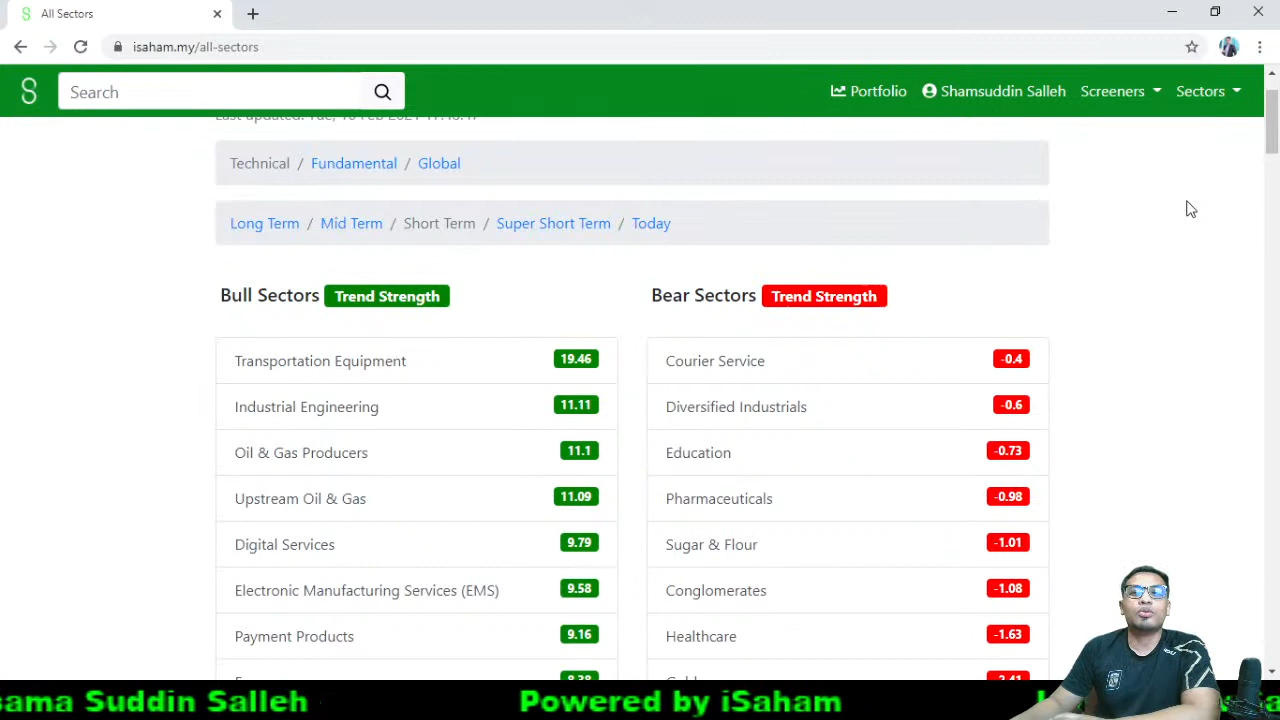 All Sectors
isaham.my/all-sectors
Search
Portfolio
Shamsuddin Salleh
Screeners
Sectors
Technical / Fundamental / Global
Long Term / Mid Term / Short Term / Super Short Term / Today
Bull Sectors Trend Strength
Transportation Equipment 19.46
Industrial Engineering 11.11
Oil & Gas Producers 11.1
Upstream Oil & Gas 11.09
Digital Services 9.79
Electronic Manufacturing Services (EMS) 9.58
Payment Products 9.16
Bear Sectors Trend Strength
Courier Service -0.4
Diversified Industrials -0.6
Education -0.73
Pharmaceuticals -0.98
Sugar & Flour -1.01
Conglomerates -1.08
Healthcare -1.63
sama Suddin Salleh Powered by iSaham